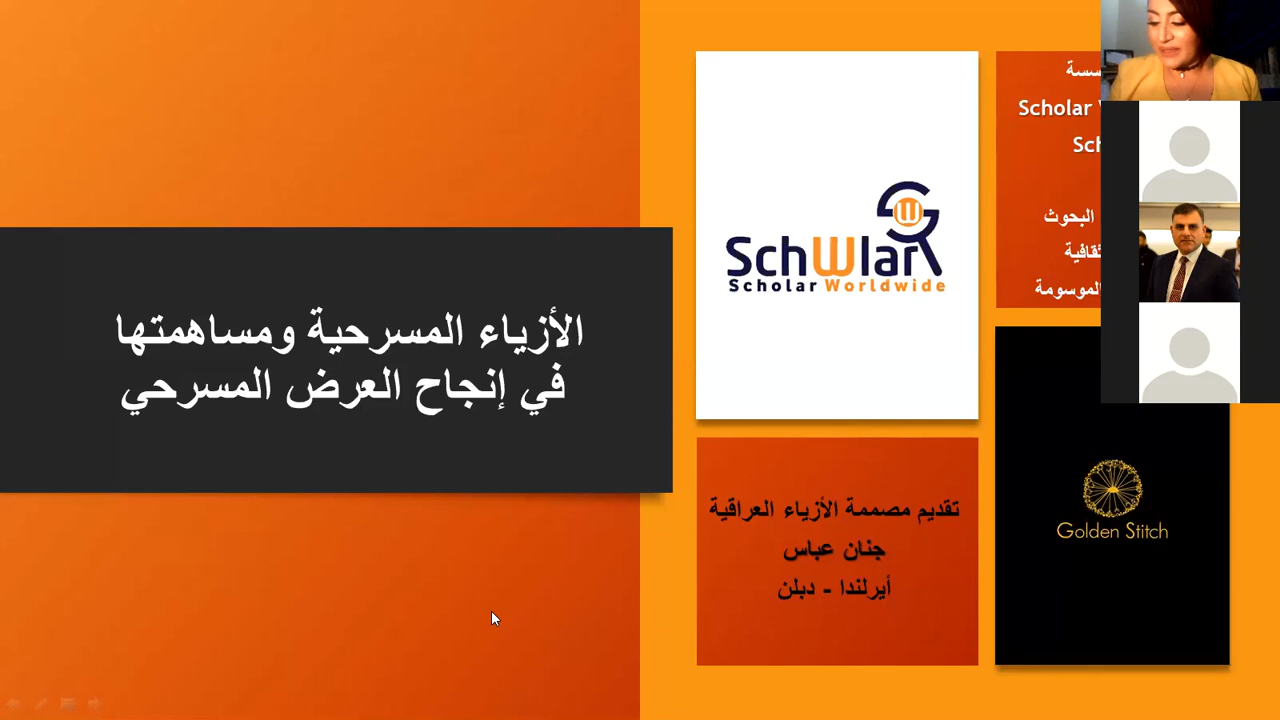 الأزياء المسرحية ومساهمتها
في إنجاح العرض المسرحي
SchWlar
Scholar Worldwide
Scholar
البحوث
الموسومة
تقديم مصممة الأزياء العراقية
جنان عباس
أيرلندا - دبلن
Golden Stitch